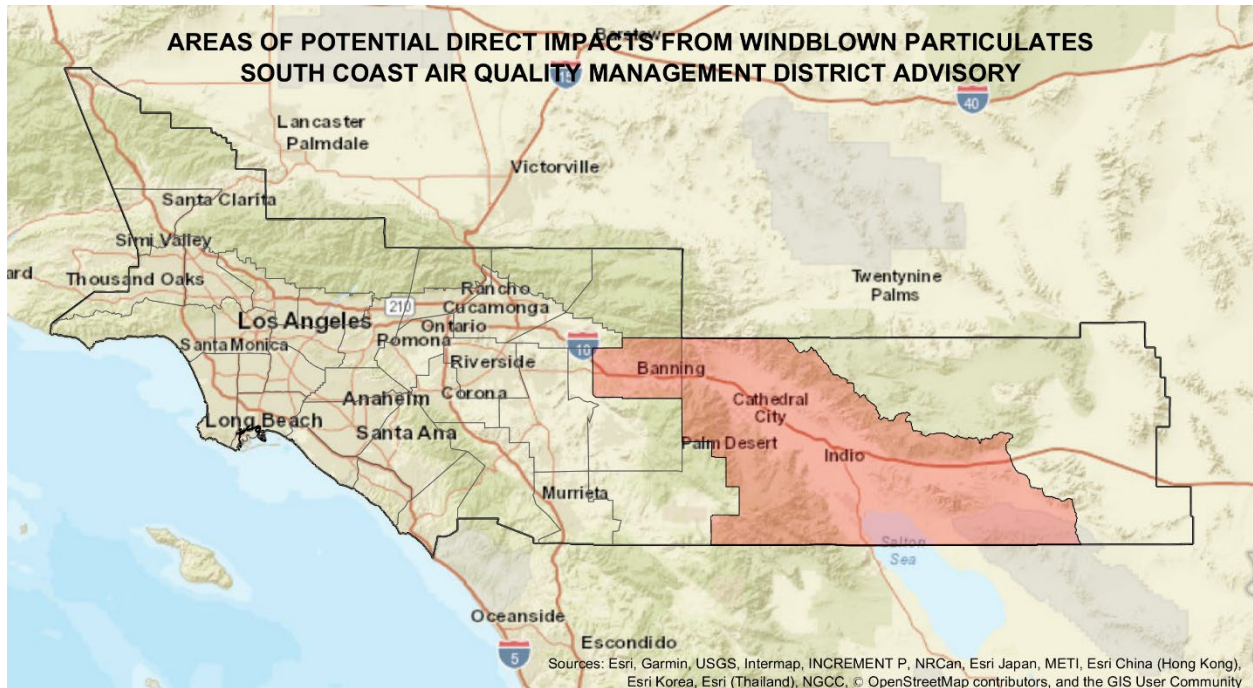 Barstow
AREAS OF POTENTIAL DIRECT IMPACTS FROM WINDBLOWN PARTICULATES
SOUTH COAST AIR QUALITY MANAGEMENT DISTRICT ADVISORY
15
40
Lancaster
Palmdale
Victorville
Santa Clarita
Simi Valley
ard
Thousand Oaks
Twentynine
Palms
Rancho
Cucamonga
210
Los Angeles
Ontario
Santa Monica
Pomona
10
Riverside
Banning
Anaheim
Corona
Cathedral
City
Long Beach
Santa Ana
Palm Desert
Indio
Murrieta
Salton
Sea
Oceanside
Escondido
5
Sources: Esri, Garmin, USGS, Intermap, INCREMENT P, NRCan, Esri Japan, METI, Esri China (Hong Kong),
Esri Korea, Esri (Thailand), NGCC, © OpenStreetMap contributors, and the GIS User Community